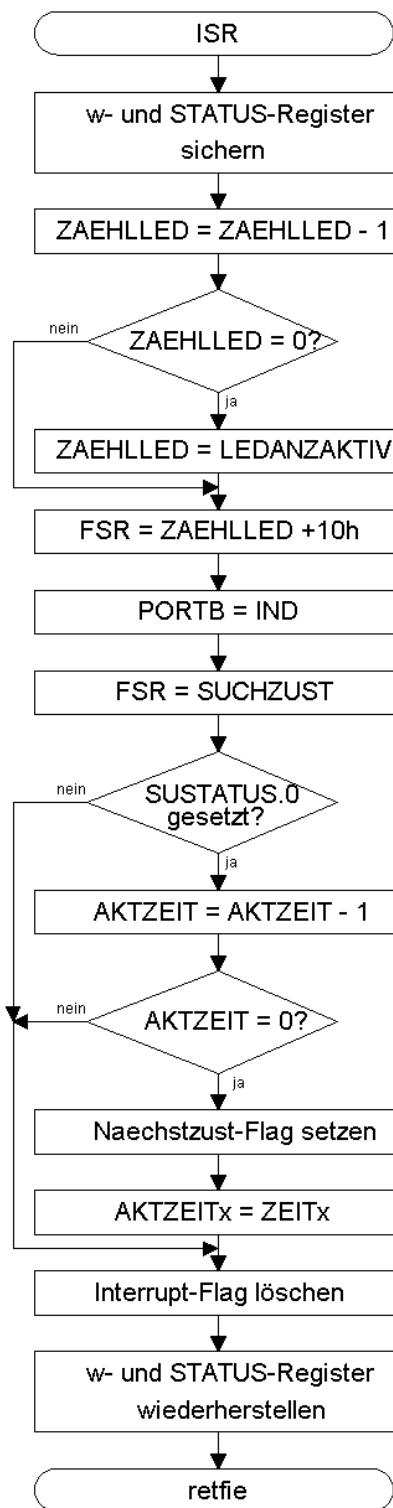 ISR
w- und STATUS-Register
sichern
ZAEHLLED = ZAEHLLED - 1
nein
ZAEHLLED = 0?
ja
ZAEHLLED = LEDANZAKTIV
FSR = ZAEHLLED +10h
PORTB = IND
FSR = SUCHZUST
nein
SUSTATUS.0
gesetzt?
ja
AKTZEIT = AKTZEIT - 1
nein
AKTZEIT = 0?
ja
Naechstzust-Flag setzen
AKTZEITx = ZEITx
Interrupt-Flag löschen
w- und STATUS-Register
wiederherstellen
retfie